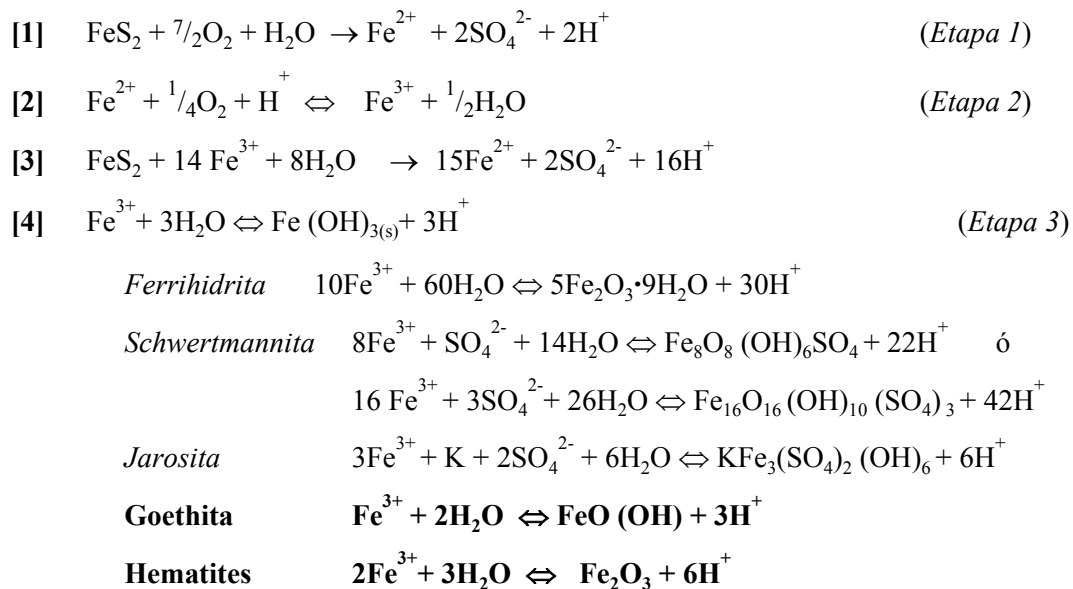 [1] FeS₂ + ⁷/₂O₂ + H₂O → Fe²⁺ + 2SO₄²⁻ + 2H⁺ (Etapa 1)
[2] Fe²⁺ + ¹/₄O₂ + H⁺ ⇔ Fe³⁺ + ¹/₂H₂O (Etapa 2)
[3] FeS₂ + 14 Fe³⁺ + 8H₂O → 15Fe²⁺ + 2SO₄²⁻ + 16H⁺
[4] Fe³⁺ + 3H₂O ⇔ Fe (OH)₃₍ₛ₎ + 3H⁺ (Etapa 3)
Ferrihidrita 10Fe³⁺ + 60H₂O ⇔ 5Fe₂O₃•9H₂O + 30H⁺
Schwertmannita 8Fe³⁺ + SO₄²⁻ + 14H₂O ⇔ Fe₈O₈ (OH)₆SO₄ + 22H⁺ ó
16 Fe³⁺ + 3SO₄²⁻ + 26H₂O ⇔ Fe₁₆O₁₆ (OH)₁₀ (SO₄)₃ + 42H⁺
Jarosita 3Fe³⁺ + K + 2SO₄²⁻ + 6H₂O ⇔ KFe₃(SO₄)₂ (OH)₆ + 6H⁺
Goethita Fe³⁺ + 2H₂O ⇔ FeO (OH) + 3H⁺
Hematites 2Fe³⁺ + 3H₂O ⇔ Fe₂O₃ + 6H⁺